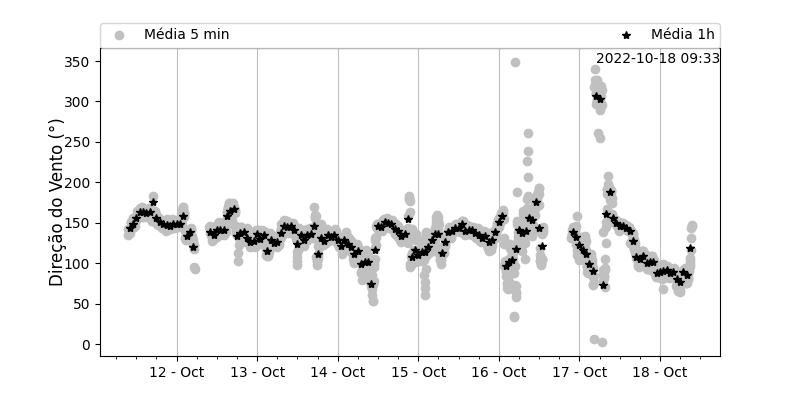 Média 5 min
Média 1h
2022-10-18 09:33
Direção do Vento (°)
350
300
250
200
150
100
50
0
12 - Oct
13 - Oct
14 - Oct
15 - Oct
16 - Oct
17 - Oct
18 - Oct